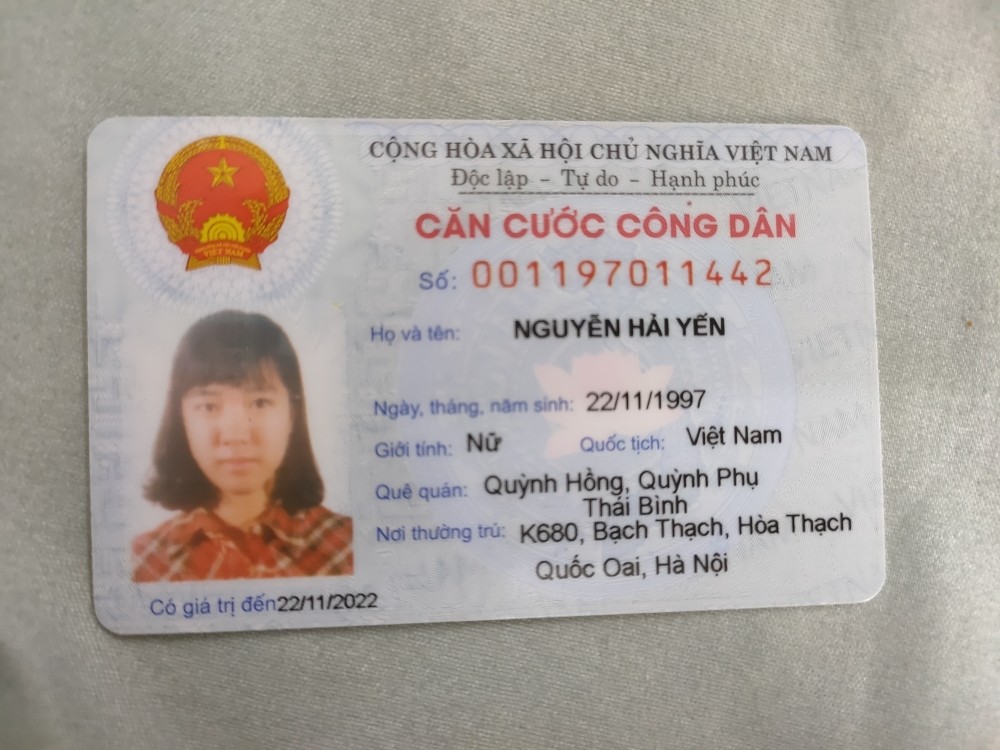 CỘNG HÒA XÃ HỘI CHỦ NGHĨA VIỆT NAM
Độc lập - Tự do - Hạnh phúc
CĂN CƯỚC CÔNG DÂN
Số: 001197011442
Họ và tên: NGUYỄN HẢI YẾN
Ngày, tháng, năm sinh: 22/11/1997
Giới tính: Nữ Quốc tịch: Việt Nam
Quê quán: Quỳnh Hồng, Quỳnh Phụ
Thái Bình
Nơi thường trú: K680, Bạch Thạch, Hòa Thạch
Quốc Oai, Hà Nội
Có giá trị đến 22/11/2022
VIỆT NAM